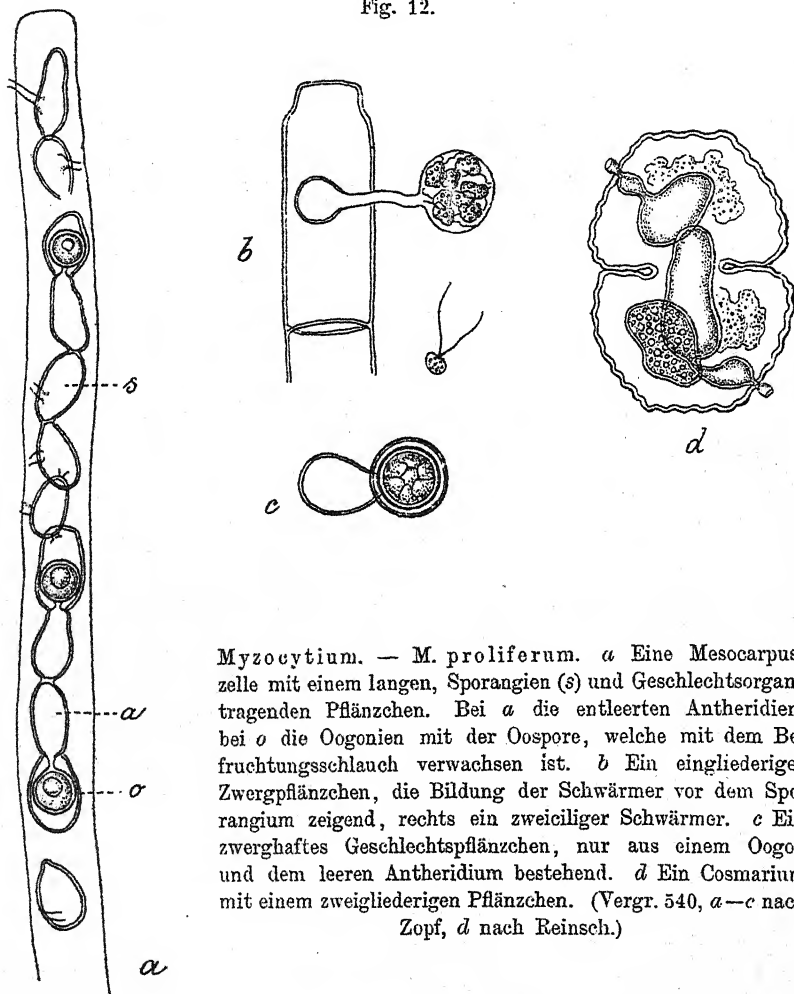 Fig. 12.
b
s
d
c
a
o
a
Myzocytium. — M. proliferum. a Eine Mesocarpus
zelle mit einem langen, Sporangien (s) und Geschlechtsorgan
tragenden Pflänzchen. Bei a die entleerten Antheridien
bei o die Oogonien mit der Oospore, welche mit dem Be
fruchtungsschlauch verwachsen ist. b Ein eingliederige
Zwergpflänzchen, die Bildung der Schwärmer vor dem Spo
rangium zeigend, rechts ein zweiciliger Schwärmer. c Ei
zwerghaftes Geschlechtspflänzchen, nur aus einem Oogo
und dem leeren Antheridium bestehend. d Ein Cosmarium
mit einem zweigliederigen Pflänzchen. (Vergr. 540, a—c nac
Zopf, d nach Reinsch.)